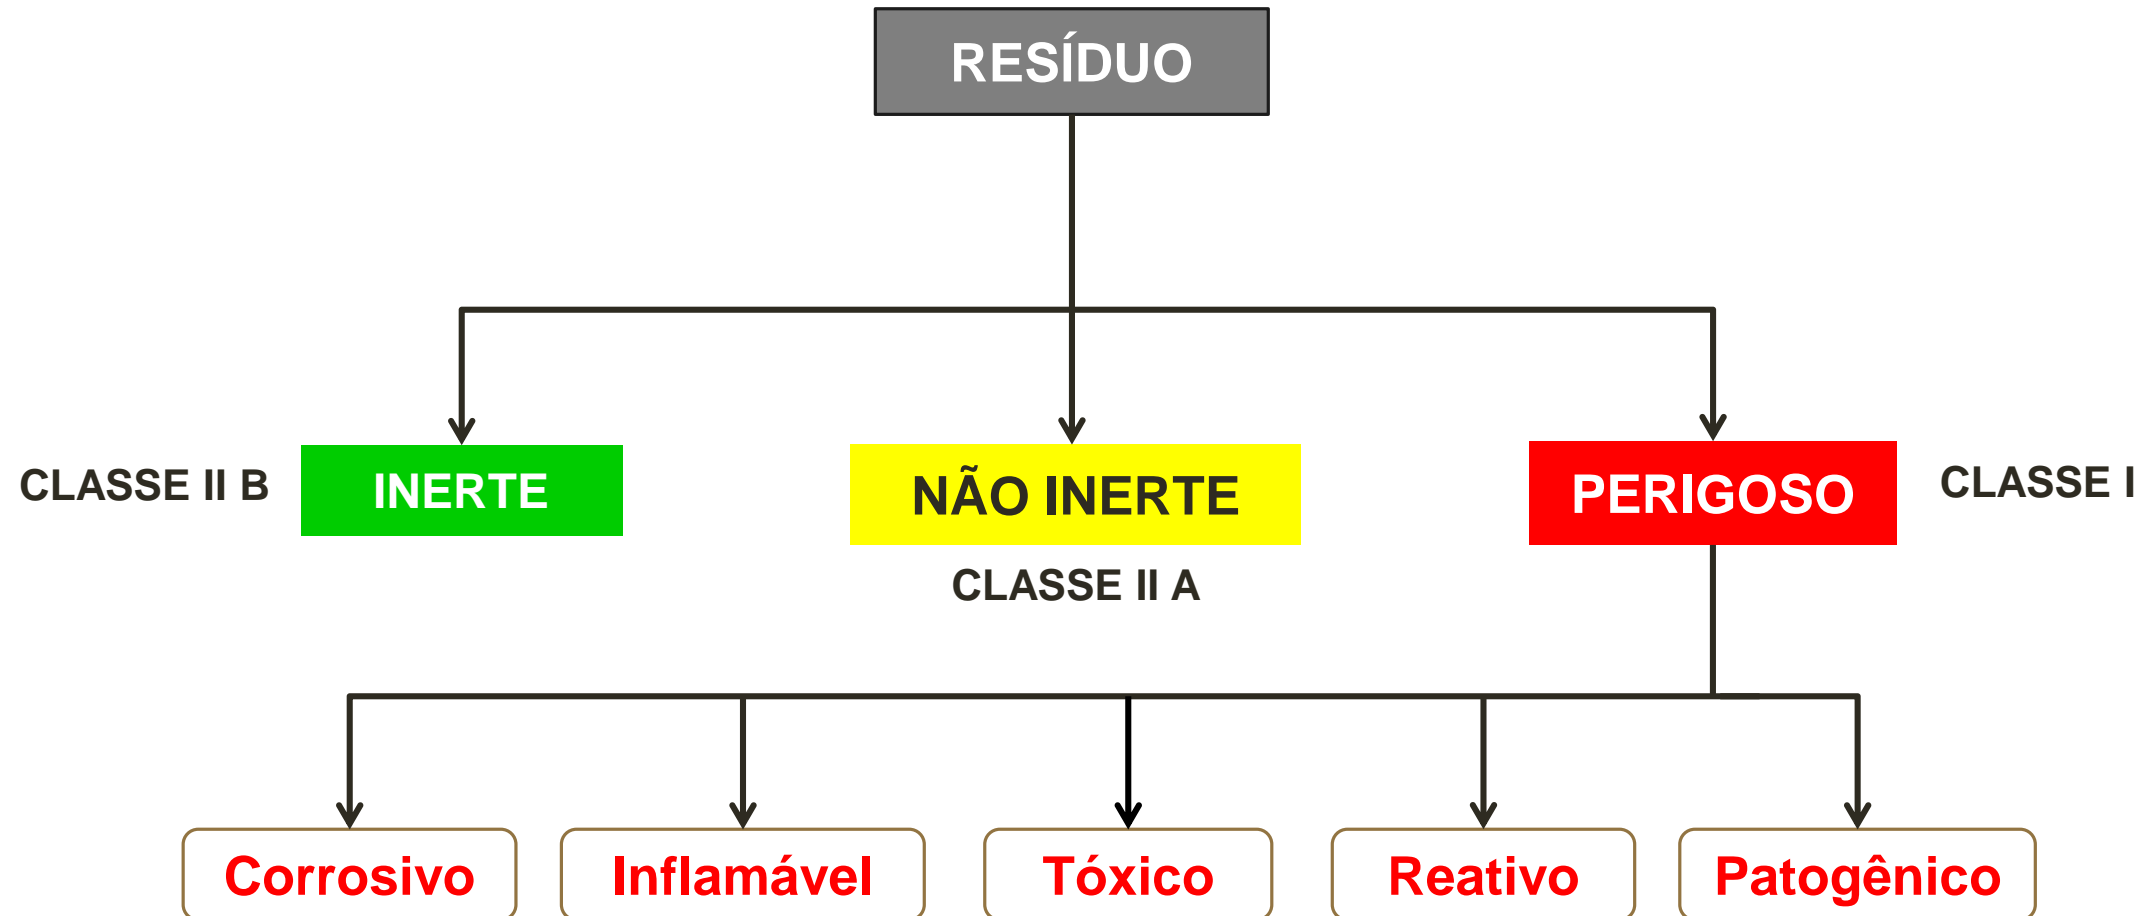 RESÍDUO
CLASSE II B
INERTE
NÃO INERTE
PERIGOSO
CLASSE I
CLASSE II A
Corrosivo
Inflamável
Tóxico
Reativo
Patogênico